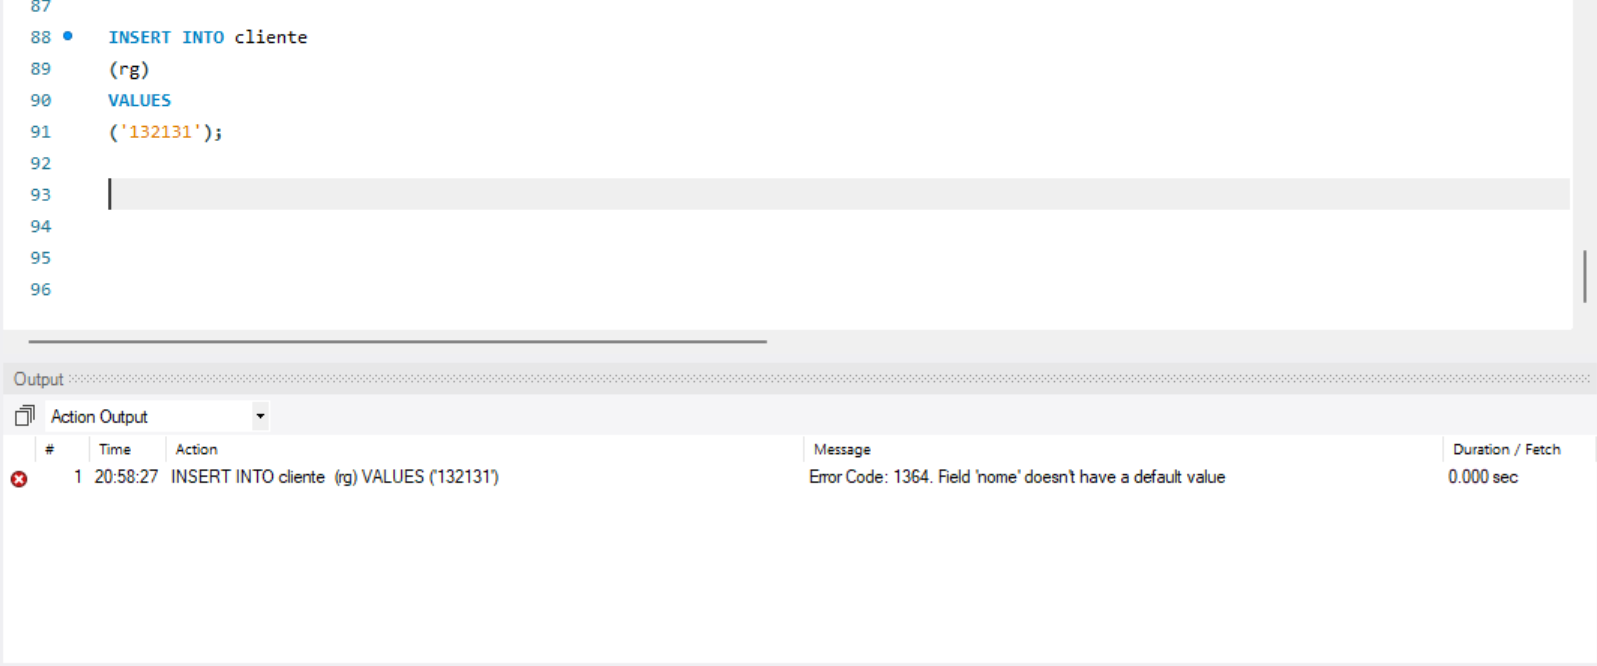 87
88 INSERT INTO cliente
89 (rg)
90 VALUES
91 ('132131');
92
93
94
95
96
Output
Action Output
# Time Action Message Duration / Fetch
1 20:58:27 INSERT INTO cliente (rg) VALUES ('132131') Error Code: 1364. Field 'nome' doesn't have a default value 0.000 sec